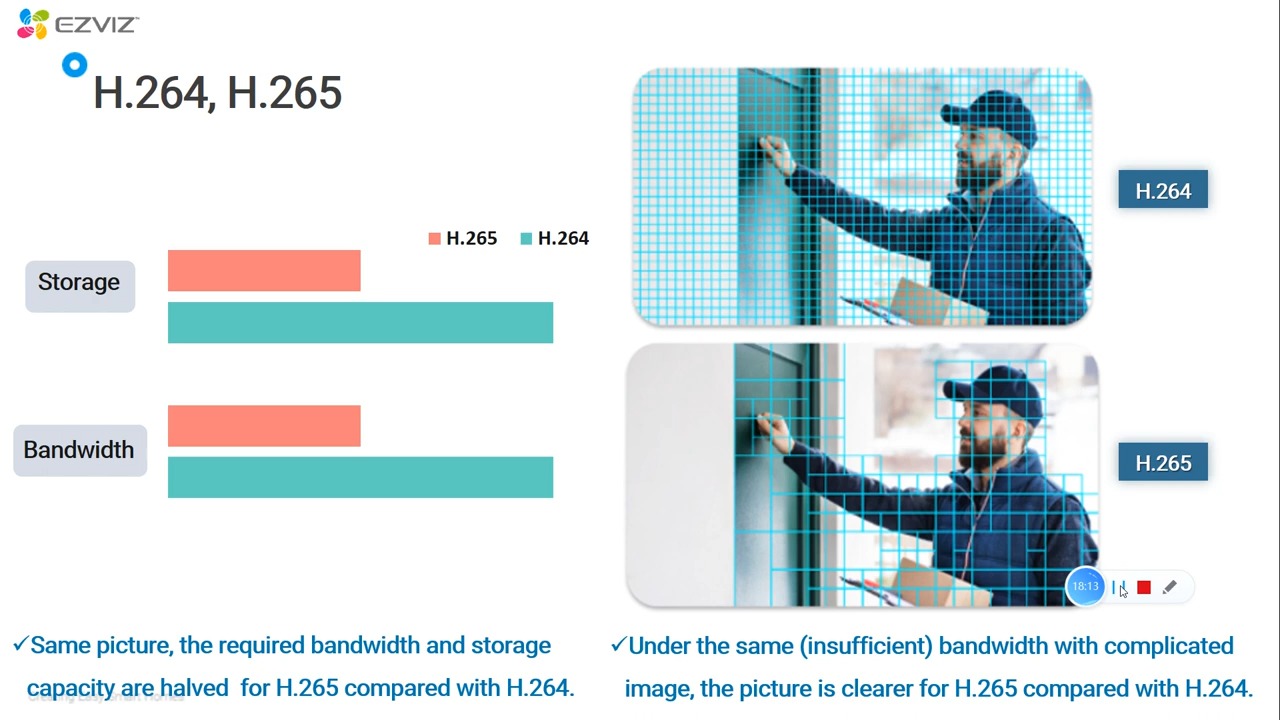 EZVIZ
H.264, H.265
H.265 H.264
Storage
Bandwidth
H.264
H.265
18:13
✓Same picture, the required bandwidth and storage
capacity are halved for H.265 compared with H.264.
✓Under the same (insufficient) bandwidth with complicated
image, the picture is clearer for H.265 compared with H.264.